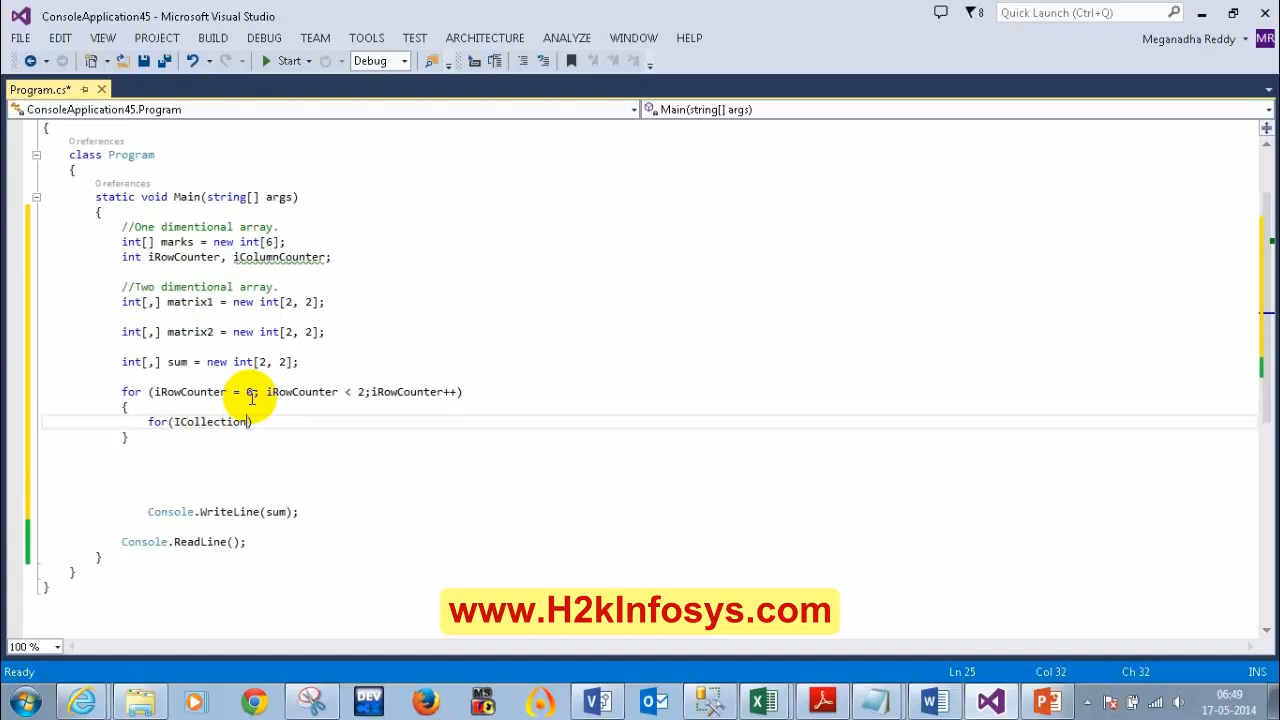 ConsoleApplication45 - Microsoft Visual Studio
8
Quick Launch (Ctrl+Q)
FILE EDIT VIEW PROJECT BUILD DEBUG TEAM TOOLS TEST ARCHITECTURE ANALYZE WINDOW HELP
Meganadha Reddy MR
Start Debug
Program.cs*
ConsoleApplication45.Program Main(string[] args)
{
0 references
class Program
{
0 references
static void Main(string[] args)
{
//One dimentional array.
int[] marks = new int[6];
int iRowCounter, iColumnCounter;
//Two dimentional array.
int[,] matrix1 = new int[2, 2];
int[,] matrix2 = new int[2, 2];
int[,] sum = new int[2, 2];
for (iRowCounter = 0; iRowCounter < 2;iRowCounter++)
{
for(ICollection)
}
Console.WriteLine(sum);
Console.ReadLine();
}
}
}
www.H2kInfosys.com
100 %
Ready Ln 25 Col 32 Ch 32 INS
DEV
MS
06:49
17-05-2014